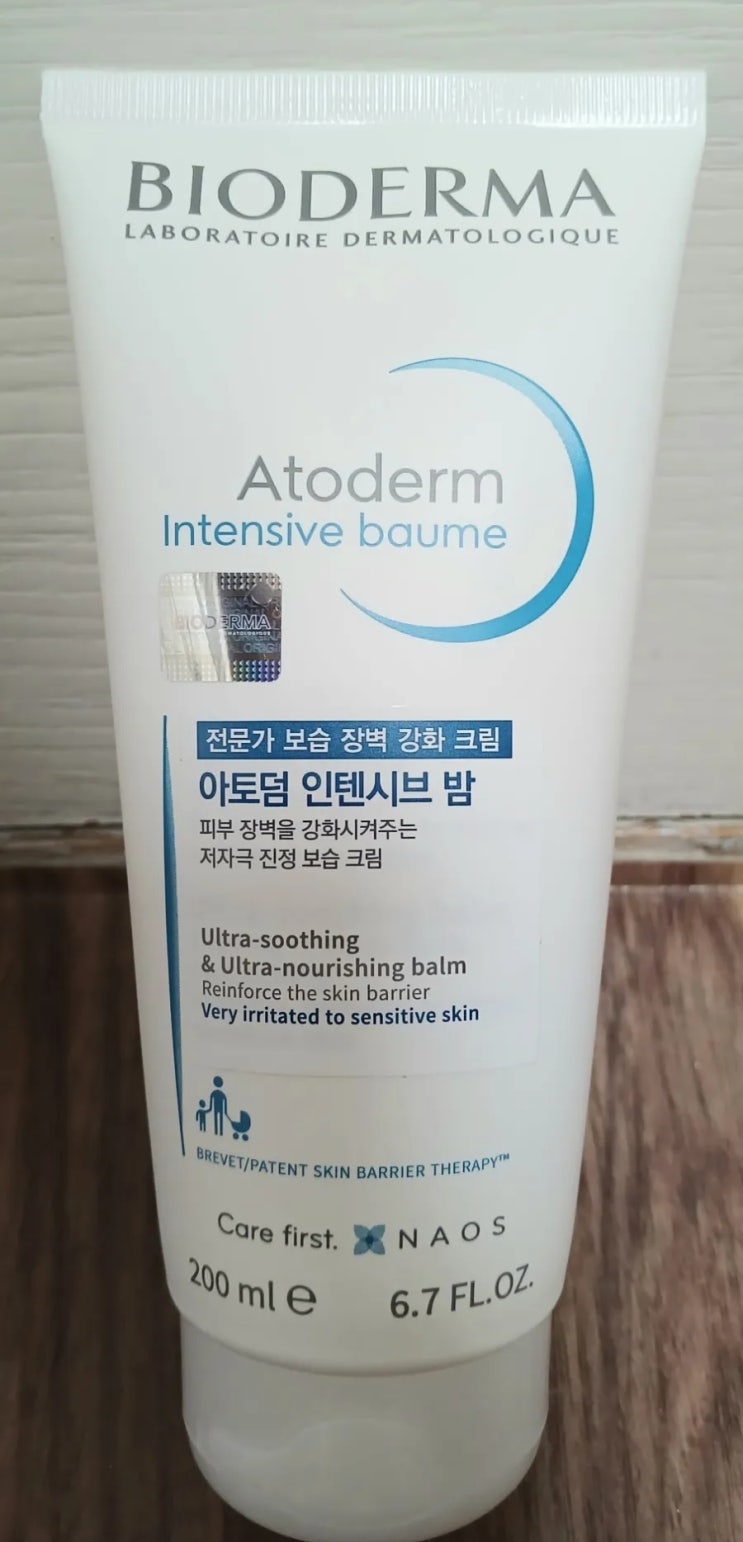 BIODERMA
LABORATOIRE DERMATOLOGIQUE
Atoderm
Intensive baume
BIODERMA
전문가 보습 장벽 강화 크림
아토덤 인텐시브 밤
피부 장벽을 강화시켜주는
저자극 진정 보습 크림
Ultra-soothing
& Ultra-nourishing balm
Reinforce the skin barrier
Very irritated to sensitive skin
BREVET/PATENT SKIN BARRIER THERAPY™
Care first. NAOS
200 ml ℮ 6.7 FL.OZ.